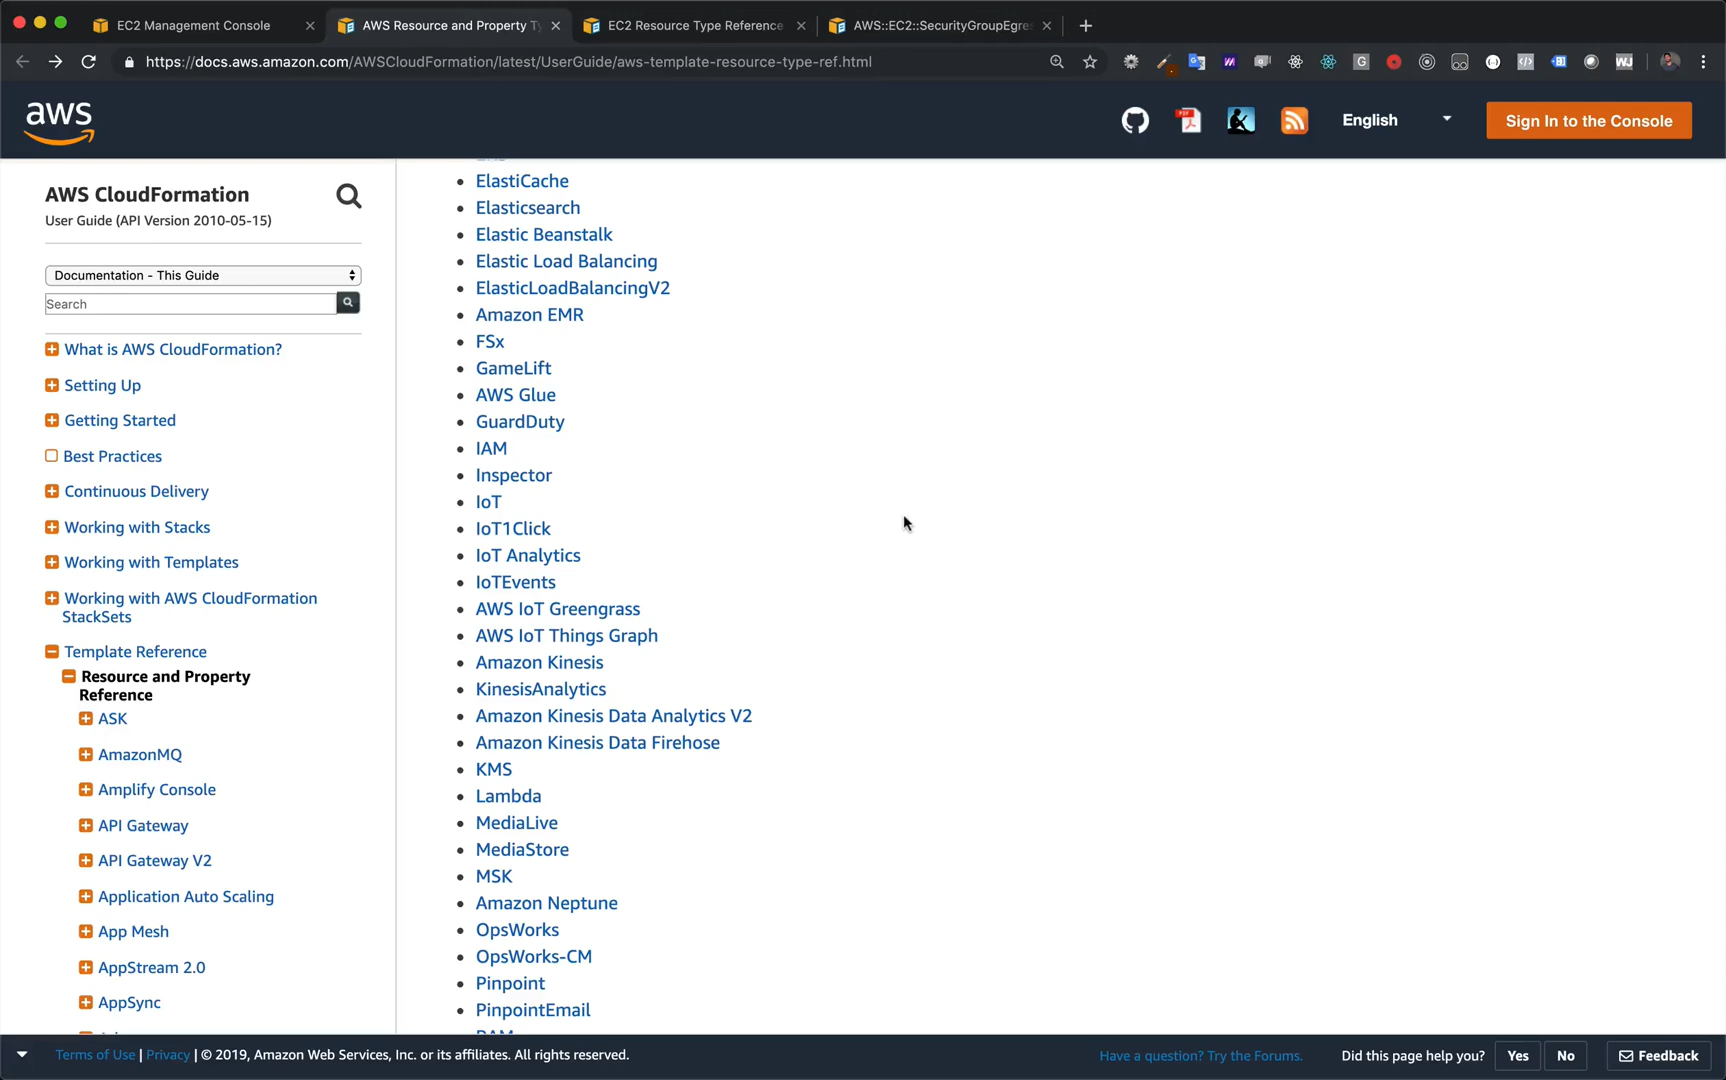 EC2 Management Console
AWS Resource and Property Ty
EC2 Resource Type Reference
AWS::EC2::SecurityGroupEgres
https://docs.aws.amazon.com/AWSCloudFormation/latest/UserGuide/aws-template-resource-type-ref.html
aws
English
Sign In to the Console
AWS CloudFormation
User Guide (API Version 2010-05-15)
Documentation - This Guide
Search
What is AWS CloudFormation?
Setting Up
Getting Started
Best Practices
Continuous Delivery
Working with Stacks
Working with Templates
Working with AWS CloudFormation
StackSets
Template Reference
Resource and Property
Reference
ASK
AmazonMQ
Amplify Console
API Gateway
API Gateway V2
Application Auto Scaling
App Mesh
AppStream 2.0
AppSync
ElastiCache
Elasticsearch
Elastic Beanstalk
Elastic Load Balancing
ElasticLoadBalancingV2
Amazon EMR
FSx
GameLift
AWS Glue
GuardDuty
IAM
Inspector
IoT
IoT1Click
IoT Analytics
IoTEvents
AWS IoT Greengrass
AWS IoT Things Graph
Amazon Kinesis
KinesisAnalytics
Amazon Kinesis Data Analytics V2
Amazon Kinesis Data Firehose
KMS
Lambda
MediaLive
MediaStore
MSK
Amazon Neptune
OpsWorks
OpsWorks-CM
Pinpoint
PinpointEmail
Terms of Use | Privacy | © 2019, Amazon Web Services, Inc. or its affiliates. All rights reserved.
Have a question? Try the Forums.
Did this page help you?
Yes
No
Feedback